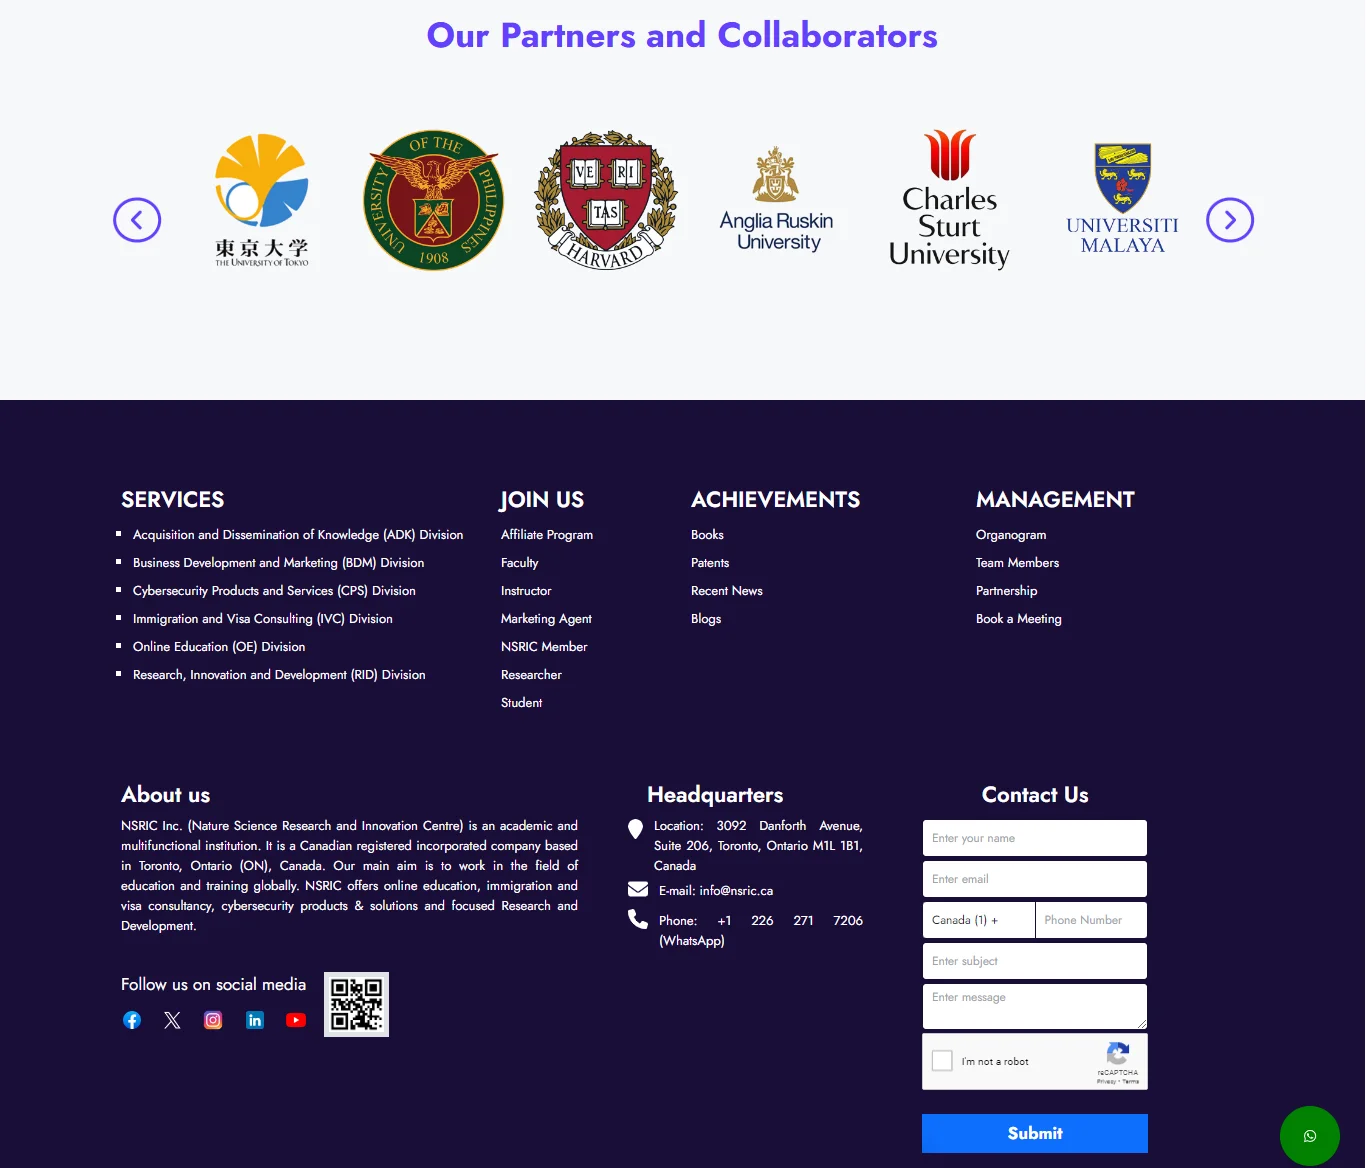 Our Partners and Collaborators
東京大学
THE UNIVERSITY OF TOKYO
UNIVERSITY OF THE PHILIPPINES
1908
VE RI
TAS
HARVARD
Anglia Ruskin
University
Charles
Sturt
University
UNIVERSITI
MALAYA
SERVICES
Acquisition and Dissemination of Knowledge (ADK) Division
Business Development and Marketing (BDM) Division
Cybersecurity Products and Services (CPS) Division
Immigration and Visa Consulting (IVC) Division
Online Education (OE) Division
Research, Innovation and Development (RID) Division
JOIN US
Affiliate Program
Faculty
Instructor
Marketing Agent
NSRIC Member
Researcher
Student
ACHIEVEMENTS
Books
Patents
Recent News
Blogs
MANAGEMENT
Organogram
Team Members
Partnership
Book a Meeting
About us
NSRIC Inc. (Nature Science Research and Innovation Centre) is an academic and
multifunctional institution. It is a Canadian registered incorporated company based
in Toronto, Ontario (ON), Canada. Our main aim is to work in the field of
education and training globally. NSRIC offers online education, immigration and
visa consultancy, cybersecurity products & solutions and focused Research and
Development.
Follow us on social media
Headquarters
Location: 3092 Danforth Avenue,
Suite 206, Toronto, Ontario M1L 1B1,
Canada
E-mail: info@nsric.ca
Phone: +1 226 271 7206
(WhatsApp)
Contact Us
Enter your name
Enter email
Canada (1) +
Phone Number
Enter subject
Enter message
I'm not a robot
reCAPTCHA
Privacy - Terms
Submit